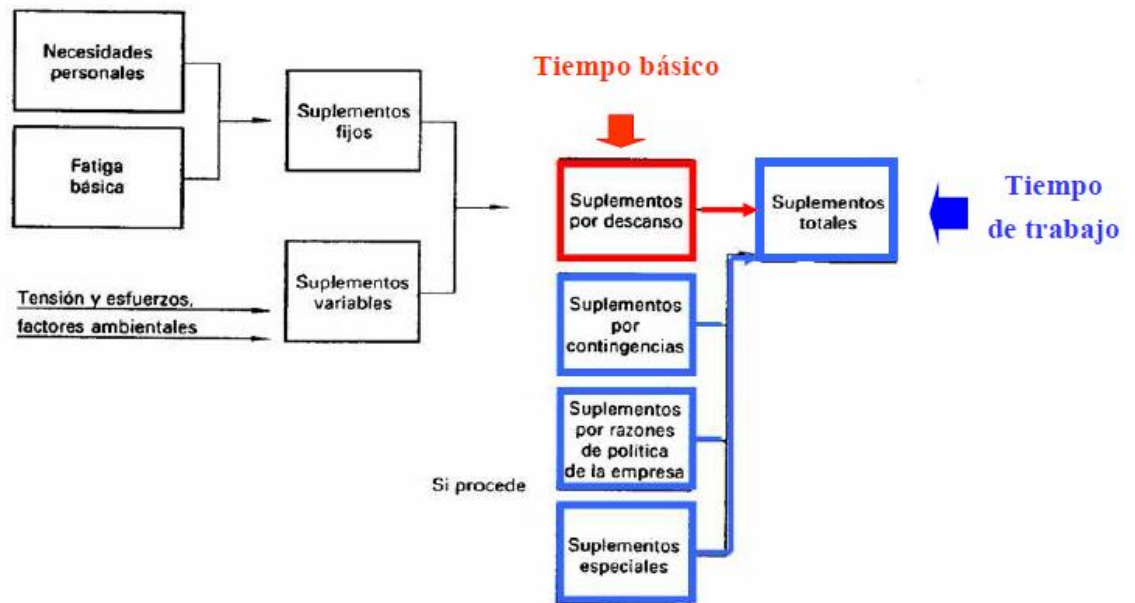 Necesidades
personales
Fatiga
básica
Suplementos
fijos
Tensión y esfuerzos,
factores ambientales
Suplementos
variables
Tiempo básico
Suplementos
por descanso
Suplementos
totales
Tiempo
de trabajo
Suplementos
por
contingencias
Suplementos
por razones
de política
de la empresa
Si procede
Suplementos
especiales